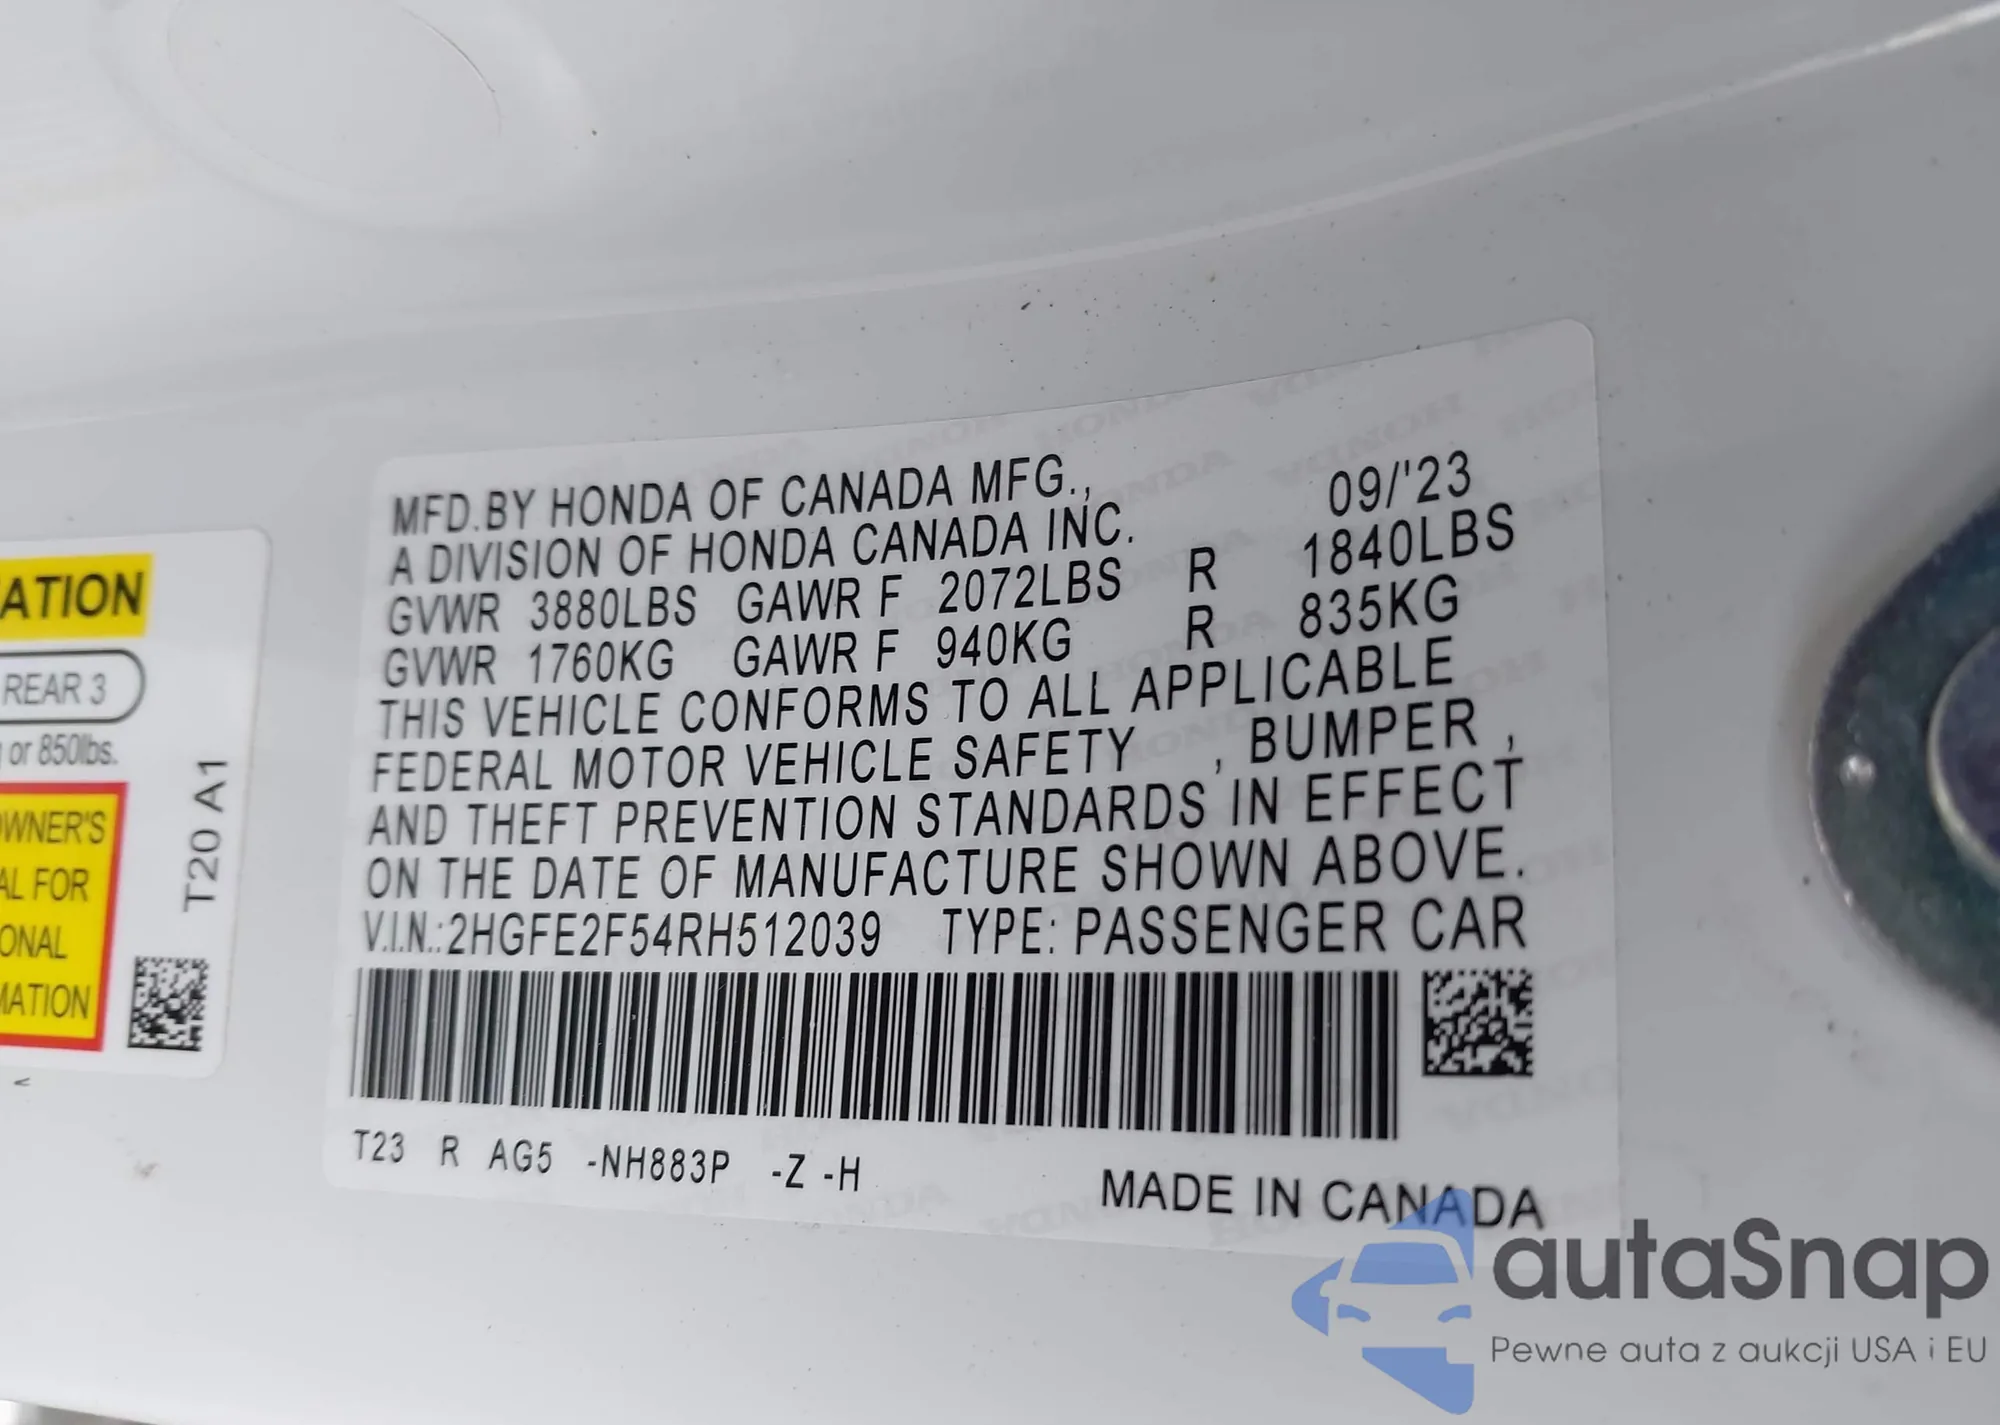 ATION
REAR 3
or 850lbs.
OWNER'S
AL FOR
ONAL
MATION
T20 A1
MFD.BY HONDA OF CANADA MFG., 09/'23
A DIVISION OF HONDA CANADA INC.
GVWR 3880LBS GAWR F 2072LBS R 1840LBS
GVWR 1760KG GAWR F 940KG R 835KG
THIS VEHICLE CONFORMS TO ALL APPLICABLE
FEDERAL MOTOR VEHICLE SAFETY , BUMPER ,
AND THEFT PREVENTION STANDARDS IN EFFECT
ON THE DATE OF MANUFACTURE SHOWN ABOVE.
V.I.N.:2HGFE2F54RH512039 TYPE: PASSENGER CAR
T23 R AG5 -NH883P -Z -H
MADE IN CANADA
autaSnap
Pewne auta z aukcji USA i EU